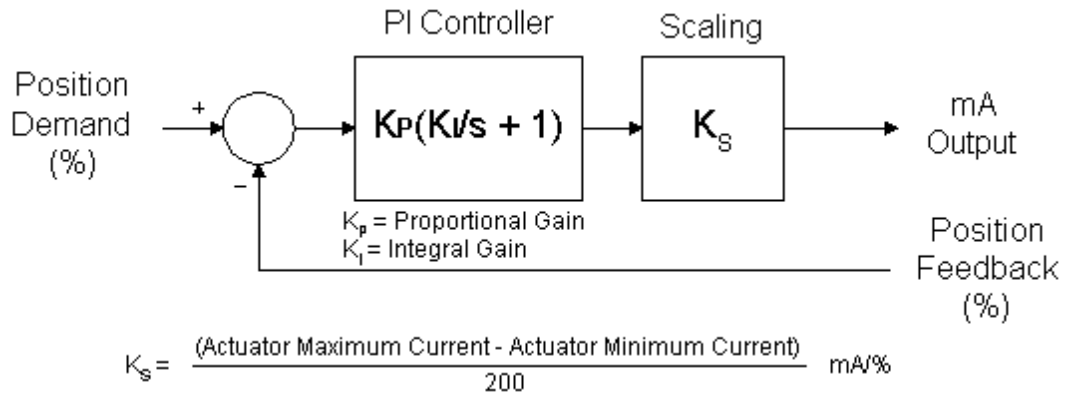 PI Controller
Scaling
Position
Demand
(%)
+
−
KP(KI/s + 1)
KS
mA
Output
Kp = Proportional Gain
KI = Integral Gain
Position
Feedback
(%)
KS = (Actuator Maximum Current - Actuator Minimum Current) mA/%
200